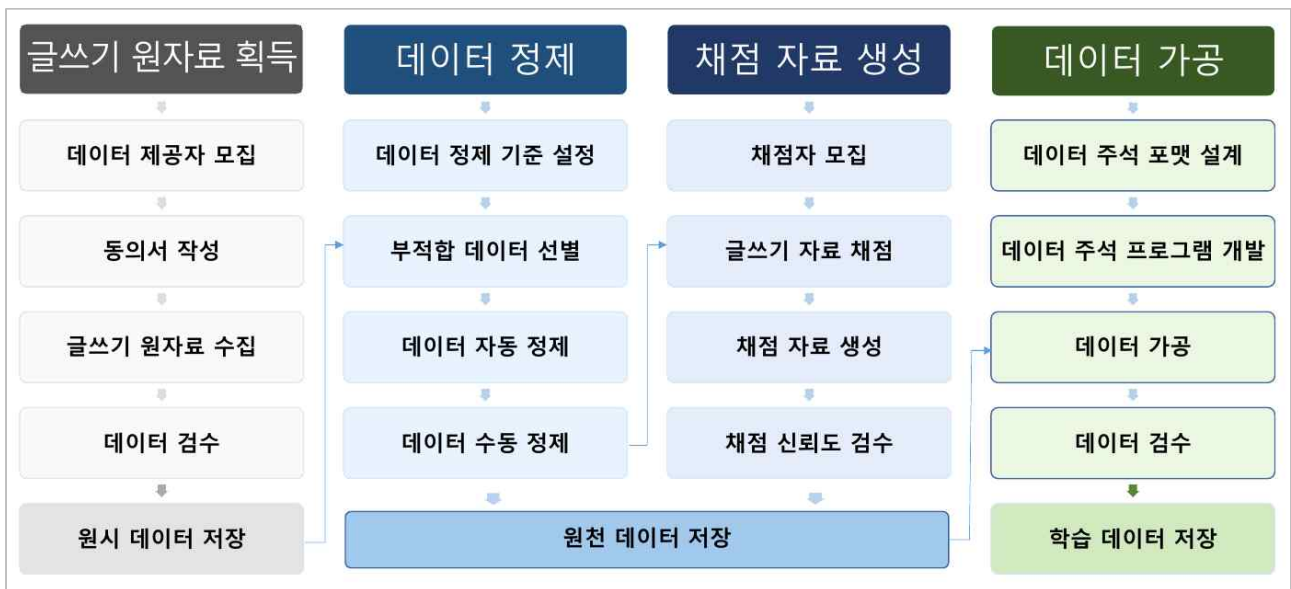 글쓰기 원자료 획득
데이터 제공자 모집
동의서 작성
글쓰기 원자료 수집
데이터 검수
원시 데이터 저장
데이터 정제
데이터 정제 기준 설정
부적합 데이터 선별
데이터 자동 정제
데이터 수동 정제
채점 자료 생성
채점자 모집
글쓰기 자료 채점
채점 자료 생성
채점 신뢰도 검수
원천 데이터 저장
데이터 가공
데이터 주석 포맷 설계
데이터 주석 프로그램 개발
데이터 가공
데이터 검수
학습 데이터 저장